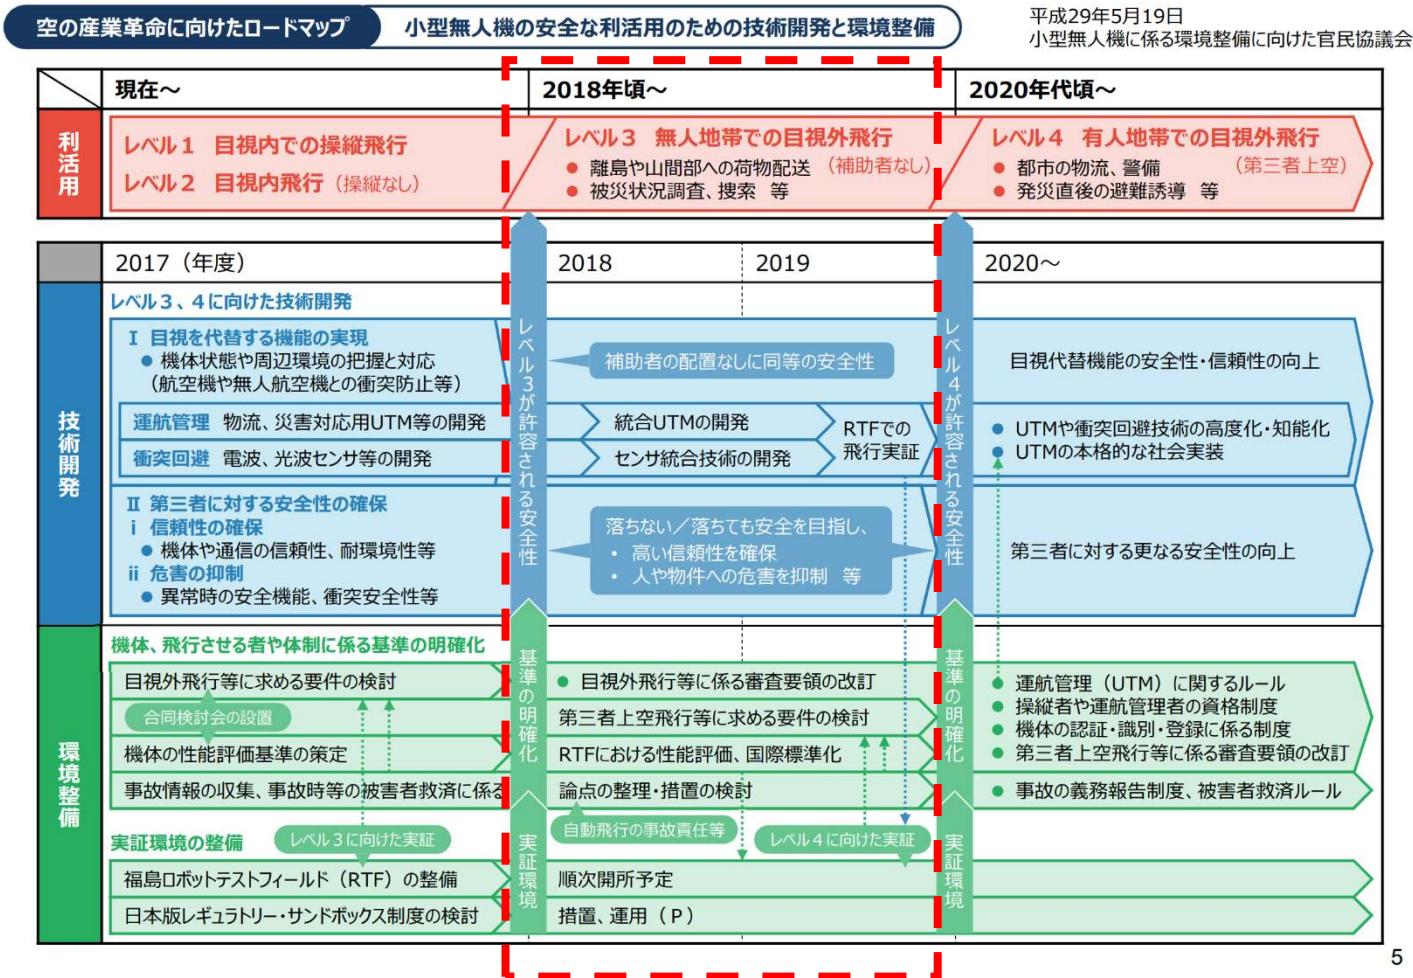 空の産業革命に向けたロードマップ
小型無人機の安全な利活用のための技術開発と環境整備
平成29年5月19日
小型無人機に係る環境整備に向けた官民協議会
現在～
2018年頃～
2020年代頃～
利活用
レベル1 目視内での操縦飛行
レベル2 目視内飛行（操縦なし）
レベル3 無人地帯での目視外飛行
● 離島や山間部への荷物配送 （補助者なし）
● 被災状況調査、捜索 等
レベル4 有人地帯での目視外飛行
● 都市の物流、警備 （第三者上空）
● 発災直後の避難誘導 等
2017（年度）
2018
2019
2020～
技術開発
レベル3、4に向けた技術開発
Ⅰ 目視を代替する機能の実現
● 機体状態や周辺環境の把握と対応
（航空機や無人航空機との衝突防止等）
補助者の配置なしに同等の安全性
目視代替機能の安全性・信頼性の向上
運航管理 物流、災害対応用UTM等の開発
統合UTMの開発
衝突回避 電波、光波センサ等の開発
センサ統合技術の開発
RTFでの
飛行実証
● UTMや衝突回避技術の高度化・知能化
● UTMの本格的な社会実装
Ⅱ 第三者に対する安全性の確保
ⅰ 信頼性の確保
● 機体や通信の信頼性、耐環境性等
ⅱ 危害の抑制
● 異常時の安全機能、衝突安全性等
落ちない／落ちても安全を目指し、
・ 高い信頼性を確保
・ 人や物件への危害を抑制 等
第三者に対する更なる安全性の向上
レベル3が許容される安全性
レベル4が許容される安全性
環境整備
機体、飛行させる者や体制に係る基準の明確化
目視外飛行等に求める要件の検討
合同検討会の設置
機体の性能評価基準の策定
事故情報の収集、事故時等の被害者救済に係る
● 目視外飛行等に係る審査要領の改訂
第三者上空飛行等に求める要件の検討
RTFにおける性能評価、国際標準化
論点の整理・措置の検討
自動飛行の事故責任等
● 運航管理（UTM）に関するルール
● 操縦者や運航管理者の資格制度
● 機体の認証・識別・登録に係る制度
● 第三者上空飛行等に係る審査要領の改訂
● 事故の義務報告制度、被害者救済ルール
基準の明確化
基準の明確化
実証環境の整備
レベル3に向けた実証
レベル4に向けた実証
福島ロボットテストフィールド（RTF）の整備
順次開所予定
日本版レギュラトリー・サンドボックス制度の検討
措置、運用（P）
実証環境
実証環境
5